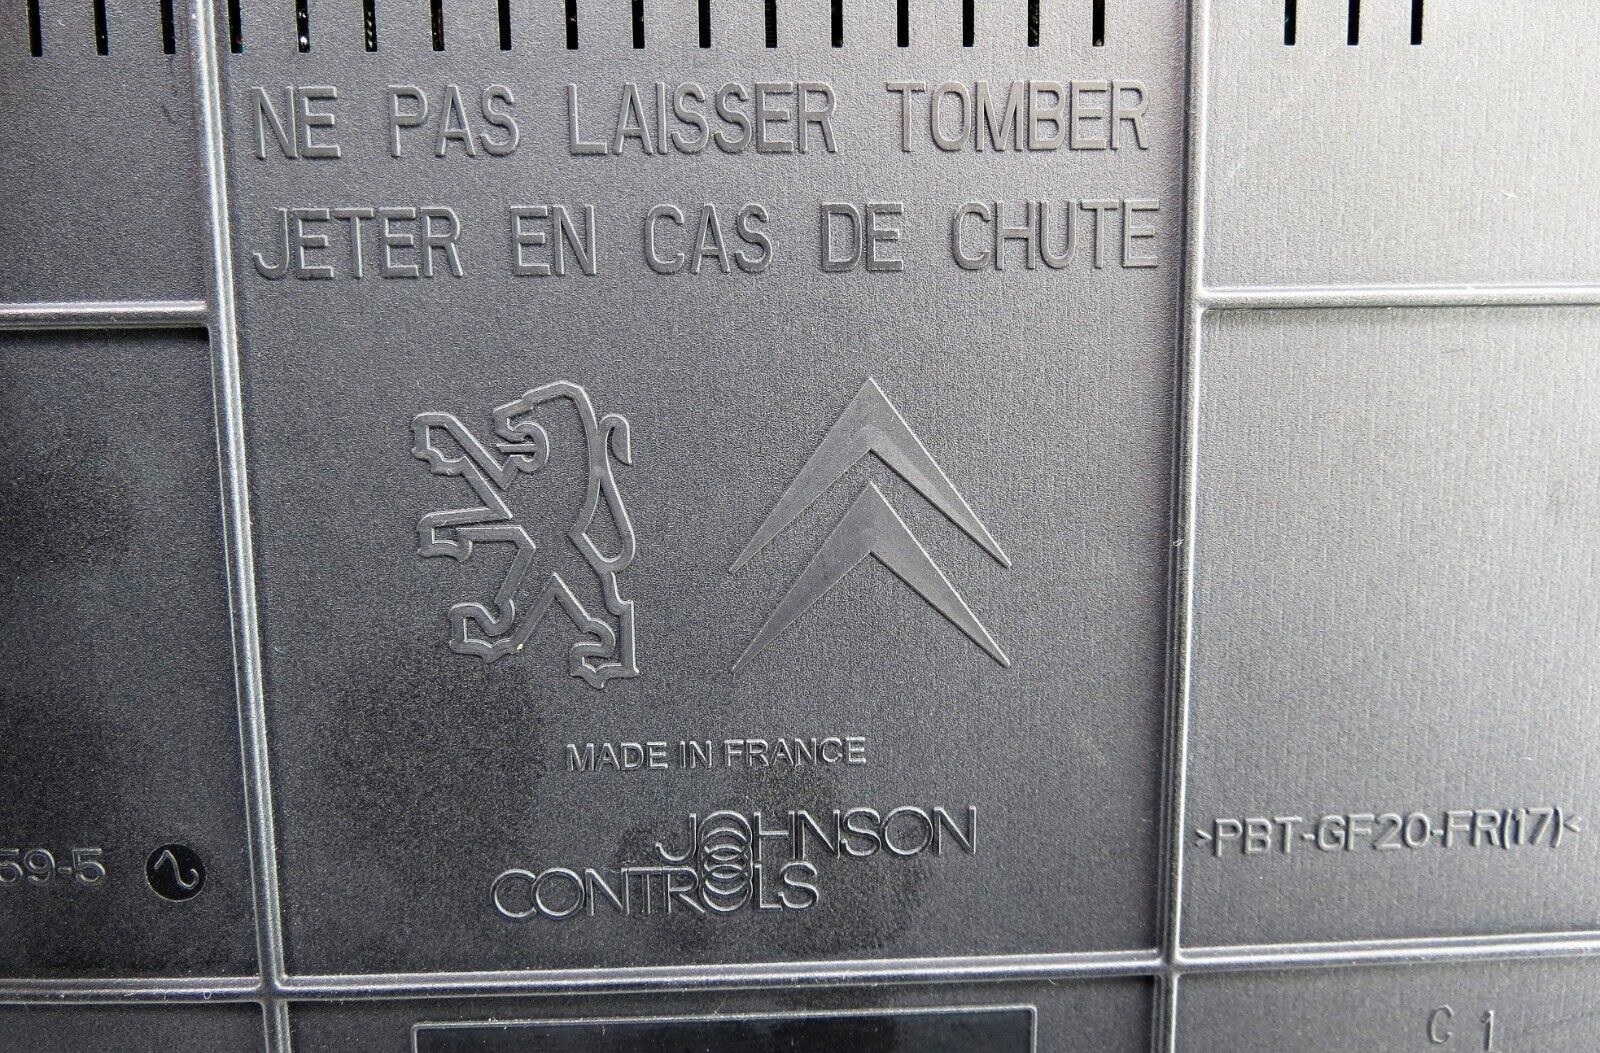 NE PAS LAISSER TOMBER
JETER EN CAS DE CHUTE
MADE IN FRANCE
JOHNSON
CONTROLS
59-5
>PBT-GF20-FR(17)<
C 1